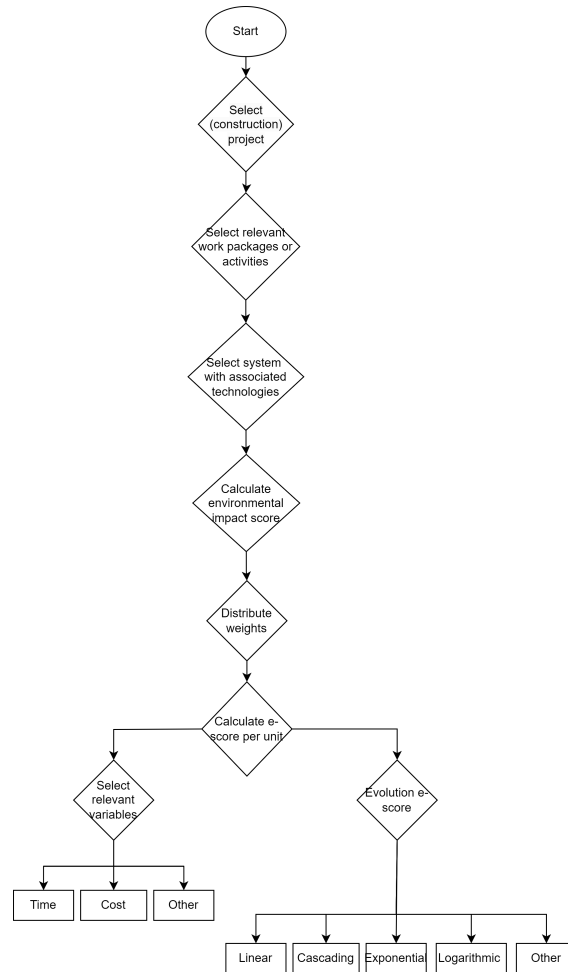 Start
Select
(construction)
project
Select relevant
work packages or
activities
Select system
with associated
technologies
Calculate
environmental
impact score
Distribute
weights
Calculate e-
score per unit
Select
relevant
variables
Evolution e-
score
Time
Cost
Other
Linear
Cascading
Exponential
Logarithmic
Other